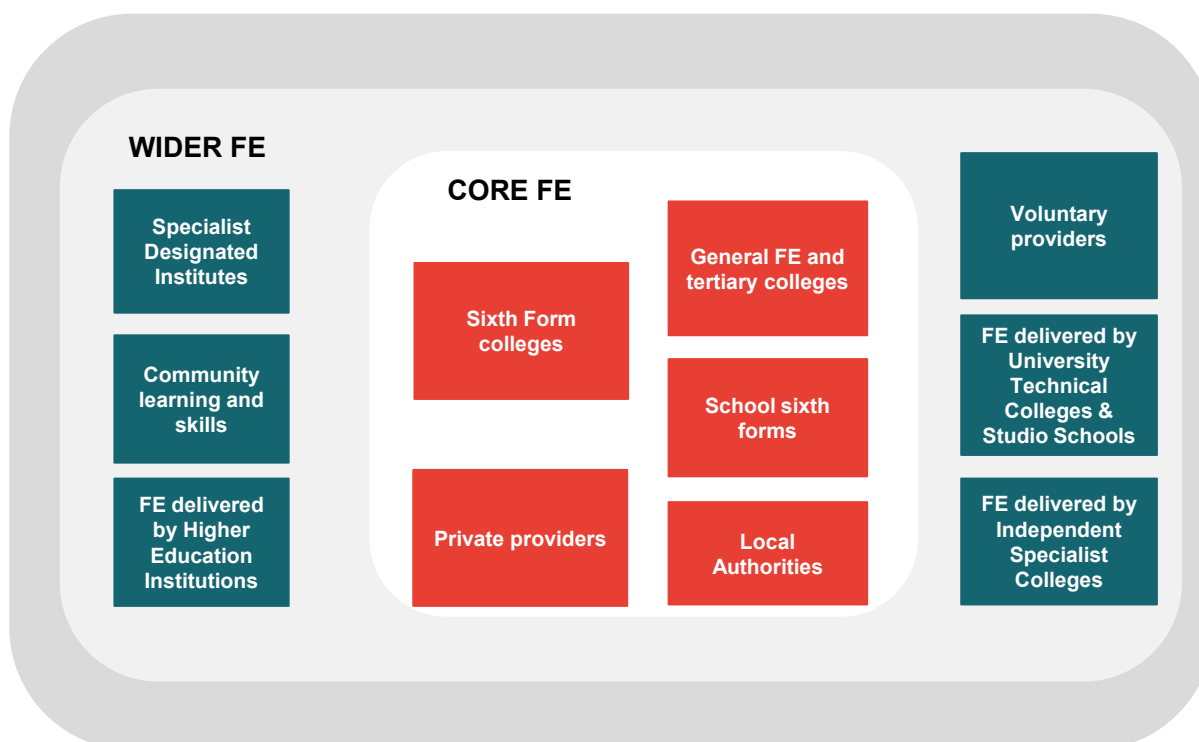 WIDER FE
Specialist
Designated
Institutes
Community
learning and
skills
FE delivered
by Higher
Education
Institutions
CORE FE
Sixth Form
colleges
Private providers
General FE and
tertiary colleges
School sixth
forms
Local
Authorities
Voluntary
providers
FE delivered by
University
Technical
Colleges &
Studio Schools
FE delivered by
Independent
Specialist
Colleges